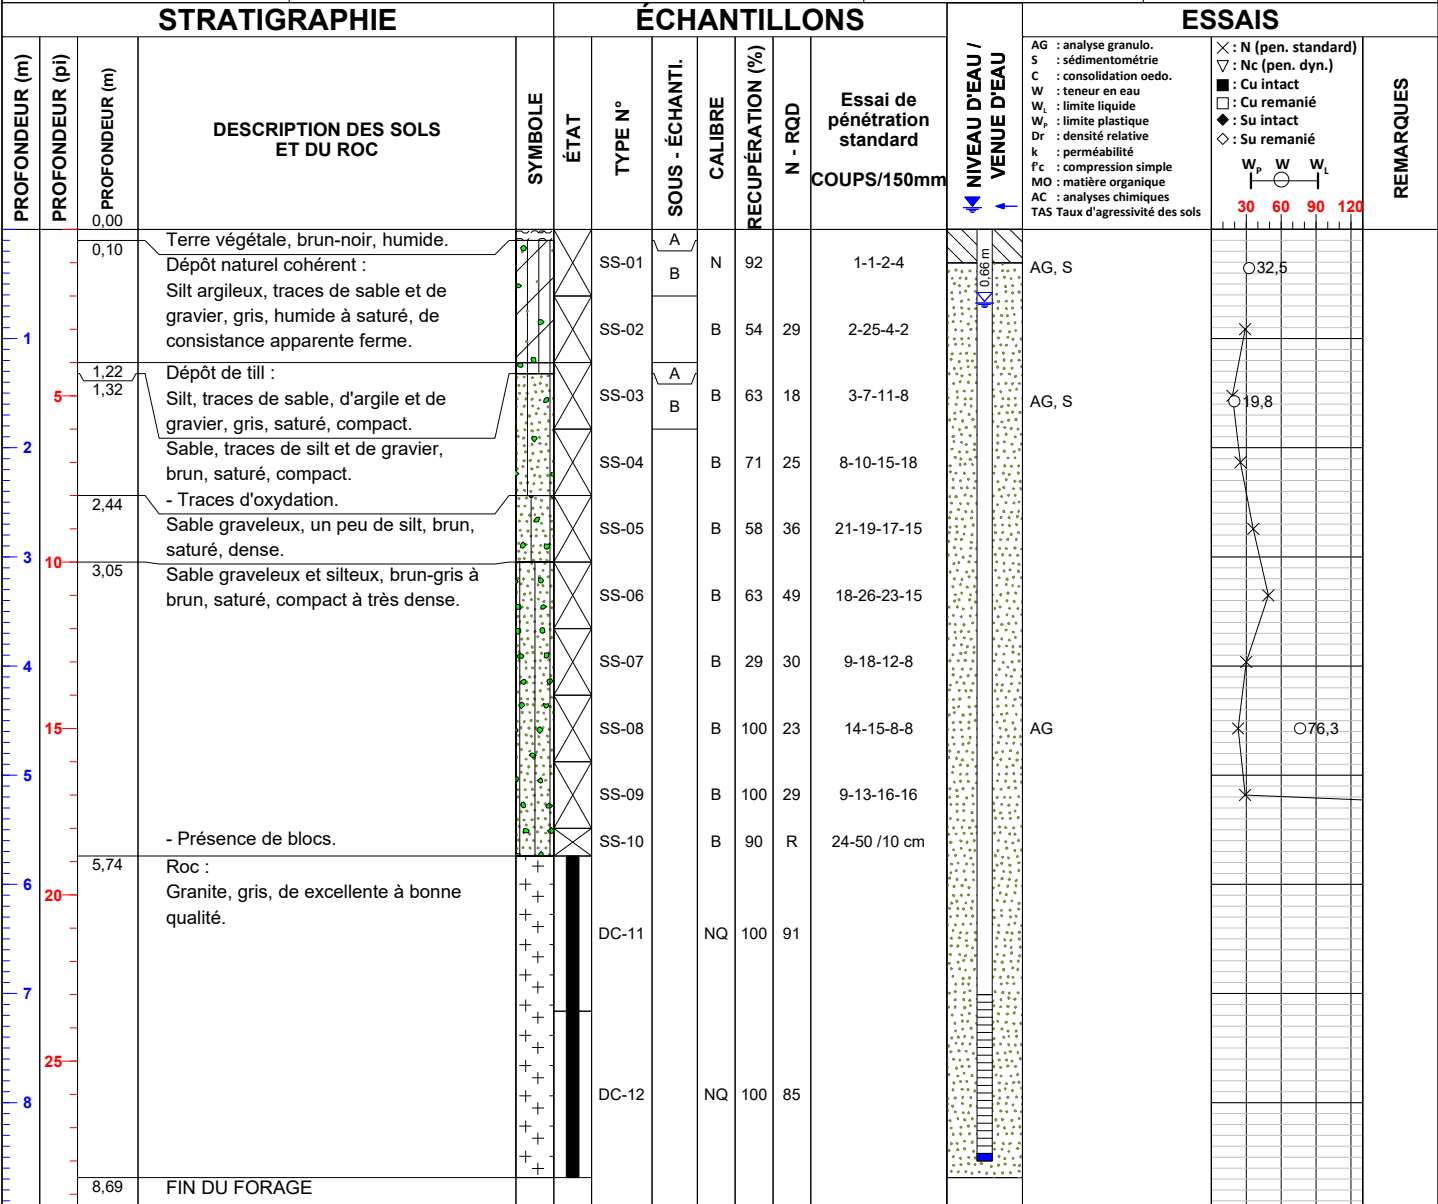 STRATIGRAPHIE
ÉCHANTILLONS
ESSAIS
PROFONDEUR (m)
PROFONDEUR (pi)
PROFONDEUR (m)
0,00
DESCRIPTION DES SOLS
ET DU ROC
SYMBOLE
ÉTAT
TYPE N°
SOUS - ÉCHANTI.
CALIBRE
RECUPÉRATION (%)
N - RQD
Essai de
pénétration
standard
COUPS/150mm
NIVEAU D'EAU /
VENUE D'EAU
AG : analyse granulo.
S : sédimentométrie
C : consolidation oedo.
W : teneur en eau
WL : limite liquide
WP : limite plastique
Dr : densité relative
k : perméabilité
f'c : compression simple
MO : matière organique
AC : analyses chimiques
TAS Taux d'agressivité des sols
× : N (pen. standard)
▽ : Nc (pen. dyn.)
■ : Cu intact
□ : Cu remanié
◆ : Su intact
◇ : Su remanié
WP W WL
30 60 90 120
REMARQUES
Terre végétale, brun-noir, humide.
0,10
Dépôt naturel cohérent :
Silt argileux, traces de sable et de
gravier, gris, humide à saturé, de
consistance apparente ferme.
1,22
Dépôt de till :
1,32
Silt, traces de sable, d'argile et de
gravier, gris, saturé, compact.
Sable, traces de silt et de gravier,
brun, saturé, compact.
- Traces d'oxydation.
2,44
Sable graveleux, un peu de silt, brun,
saturé, dense.
3,05
Sable graveleux et silteux, brun-gris à
brun, saturé, compact à très dense.
- Présence de blocs.
5,74
Roc :
Granite, gris, de excellente à bonne
qualité.
8,69
FIN DU FORAGE
1
2
3
4
5
6
7
8
5
10
15
20
25
SS-01 A B N 92 1-1-2-4
SS-02 B 54 29 2-25-4-2
SS-03 A B B 63 18 3-7-11-8
SS-04 B 71 25 8-10-15-18
SS-05 B 58 36 21-19-17-15
SS-06 B 63 49 18-26-23-15
SS-07 B 29 30 9-18-12-8
SS-08 B 100 23 14-15-8-8
SS-09 B 100 29 9-13-16-16
SS-10 B 90 R 24-50 /10 cm
DC-11 NQ 100 91
DC-12 NQ 100 85
0,66 m
AG, S
32,5
AG, S
19,8
AG
76,3